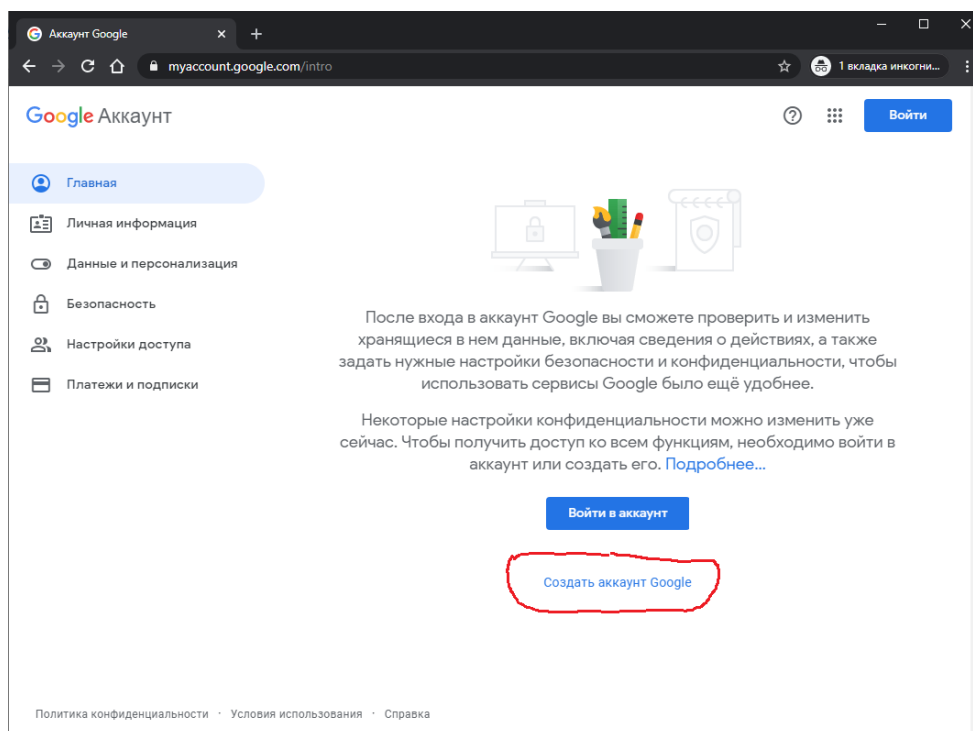 Аккаунт Google
myaccount.google.com/intro
1 вкладка инкогни...
Google Аккаунт
Войти
Главная
Личная информация
Данные и персонализация
Безопасность
Настройки доступа
Платежи и подписки
После входа в аккаунт Google вы сможете проверить и изменить
хранящиеся в нем данные, включая сведения о действиях, а также
задать нужные настройки безопасности и конфиденциальности, чтобы
использовать сервисы Google было ещё удобнее.
Некоторые настройки конфиденциальности можно изменить уже
сейчас. Чтобы получить доступ ко всем функциям, необходимо войти в
аккаунт или создать его. Подробнее...
Войти в аккаунт
Создать аккаунт Google
Политика конфиденциальности · Условия использования · Справка